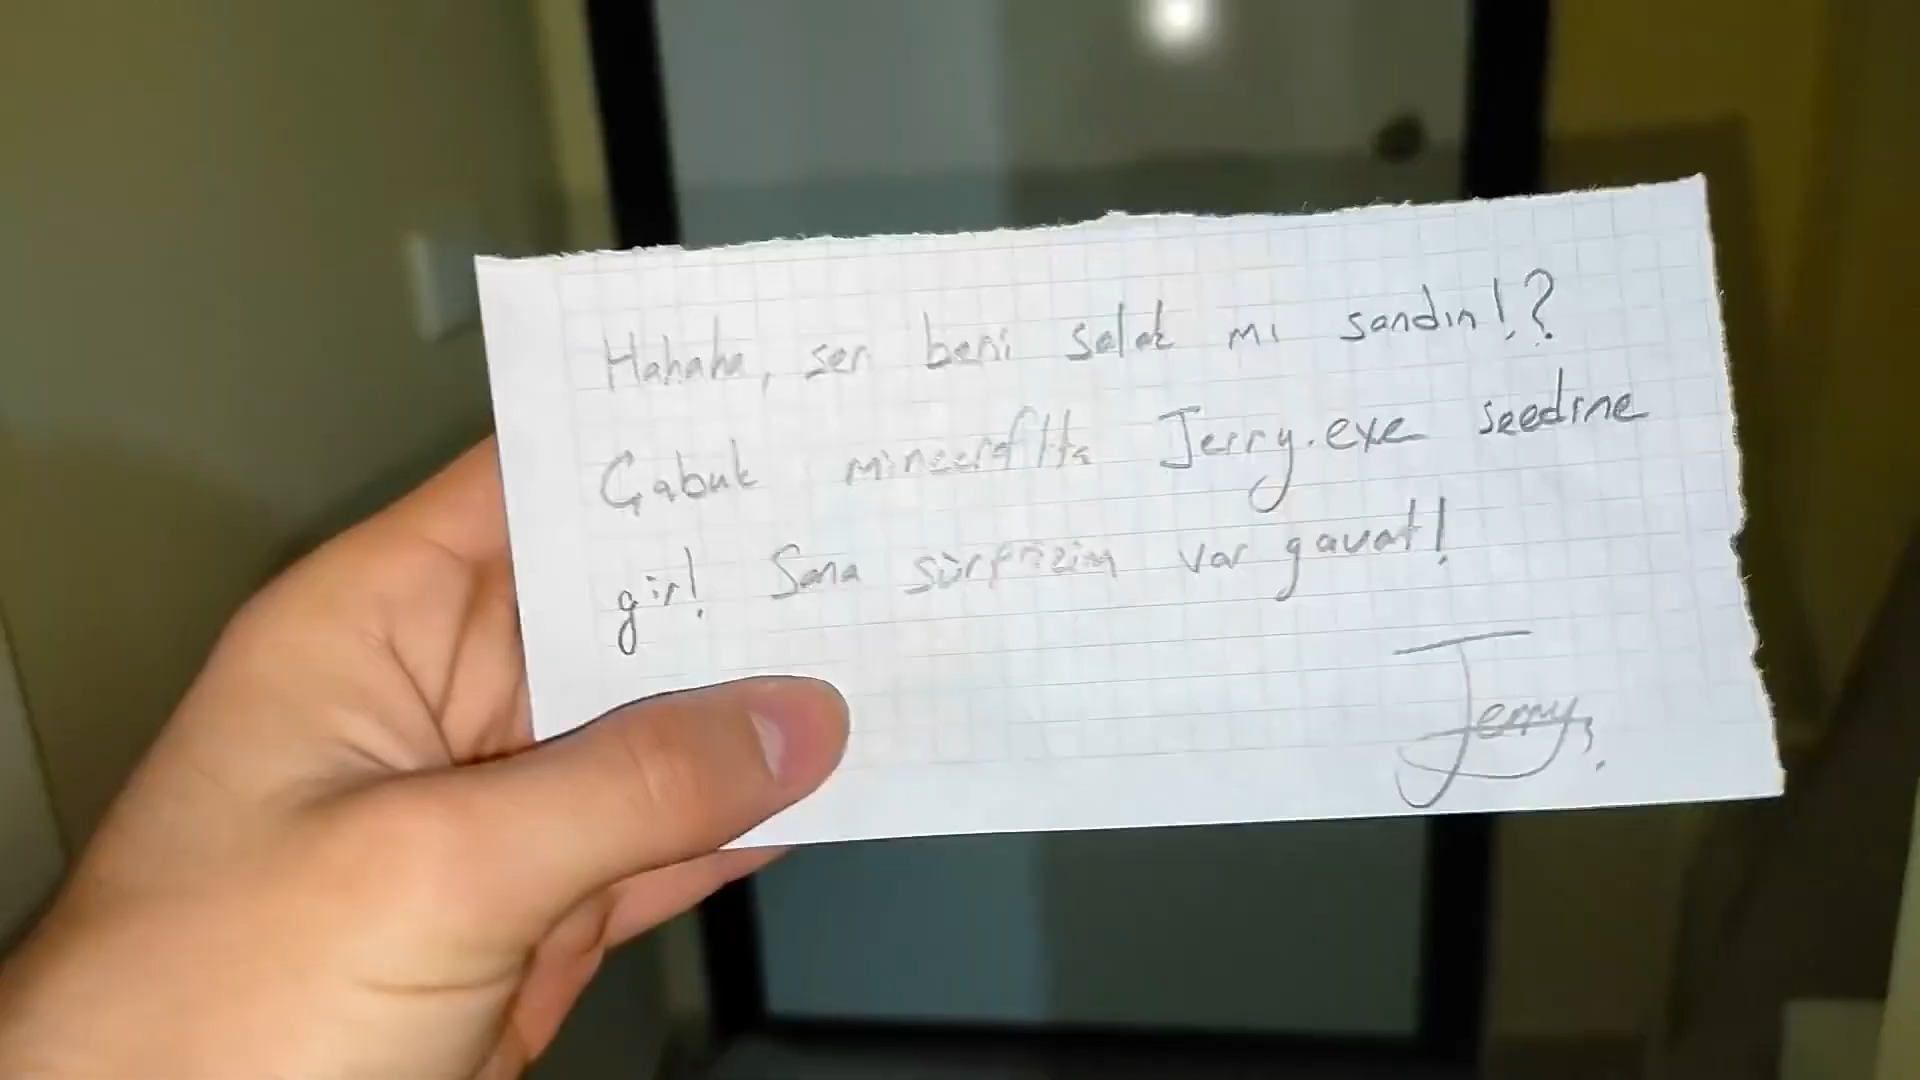 Hahaha, sen beni salak mı sandın!?
Çabuk minecraftta Jerry.exe seedine
gir! Sana sürprizim var gavat!
Jerry